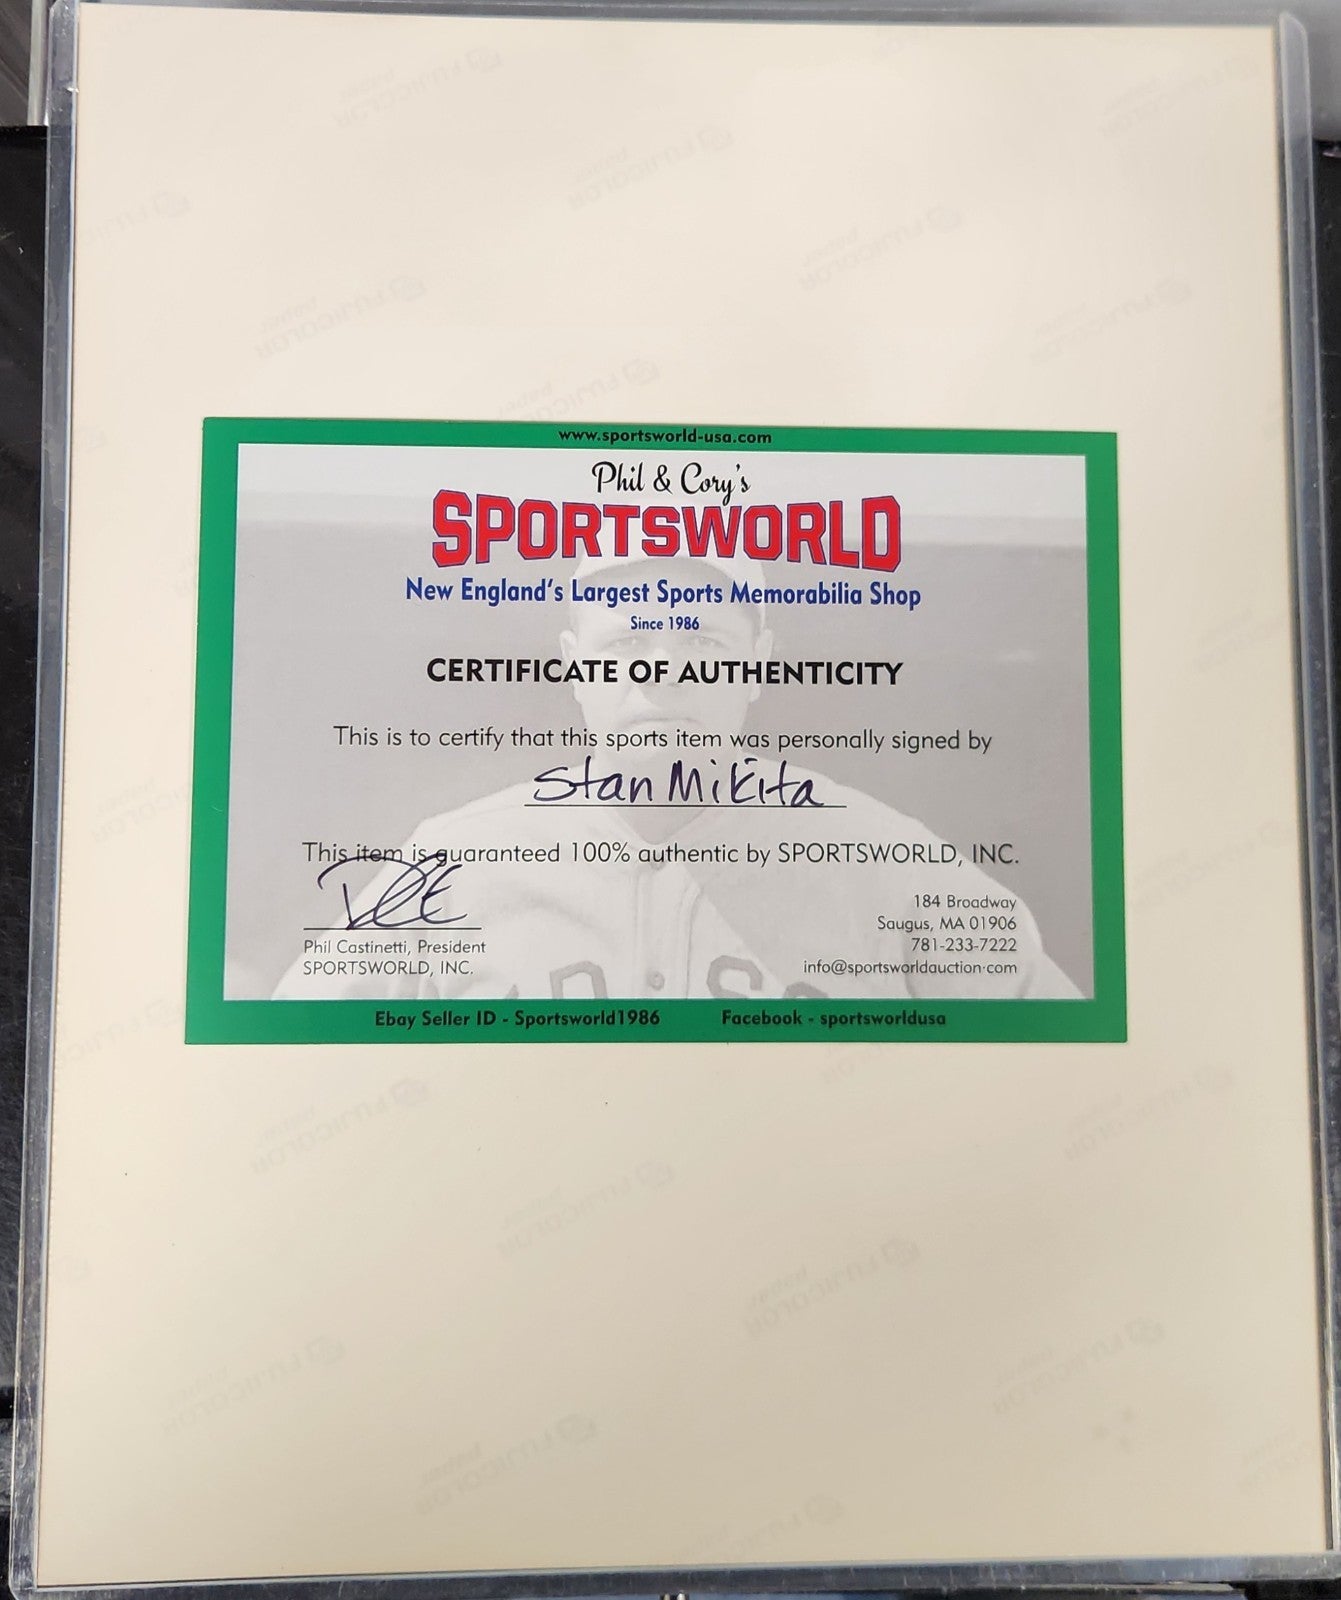 www.sportsworld-usa.com
Phil & Cory's
SPORTSWORLD
New England's Largest Sports Memorabilia Shop
Since 1986
CERTIFICATE OF AUTHENTICITY
This is to certify that this sports item was personally signed by
Stan Mikita
This item is guaranteed 100% authentic by SPORTSWORLD, INC.
Phil Castinetti, President
SPORTSWORLD, INC.
184 Broadway
Saugus, MA 01906
781-233-7222
info@sportsworldauction.com
Ebay Seller ID - Sportsworld1986
Facebook - sportsworldusa